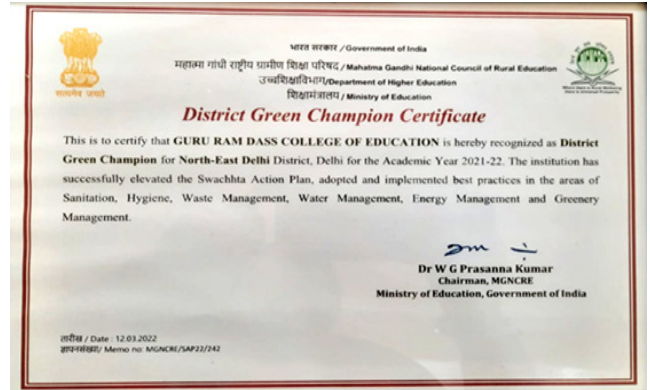 भारत सरकार / Government of India
महात्मा गांधी राष्ट्रीय ग्रामीण शिक्षा परिषद / Mahatma Gandhi National Council of Rural Education
उच्चशिक्षाविभाग/Department of Higher Education
शिक्षामंत्रालय / Ministry of Education
सत्यमेव जयते
District Green Champion Certificate
This is to certify that GURU RAM DASS COLLEGE OF EDUCATION is hereby recognized as District
Green Champion for North-East Delhi District, Delhi for the Academic Year 2021-22. The institution has
successfully elevated the Swachhta Action Plan, adopted and implemented best practices in the areas of
Sanitation, Hygiene, Waste Management, Water Management, Energy Management and Greenery
Management.
Dr W G Prasanna Kumar
Chairman, MGNCRE
Ministry of Education, Government of India
तारीख / Date : 12.03.2022
ज्ञापनसंख्या/ Memo no: MGNCRE/SAP22/242